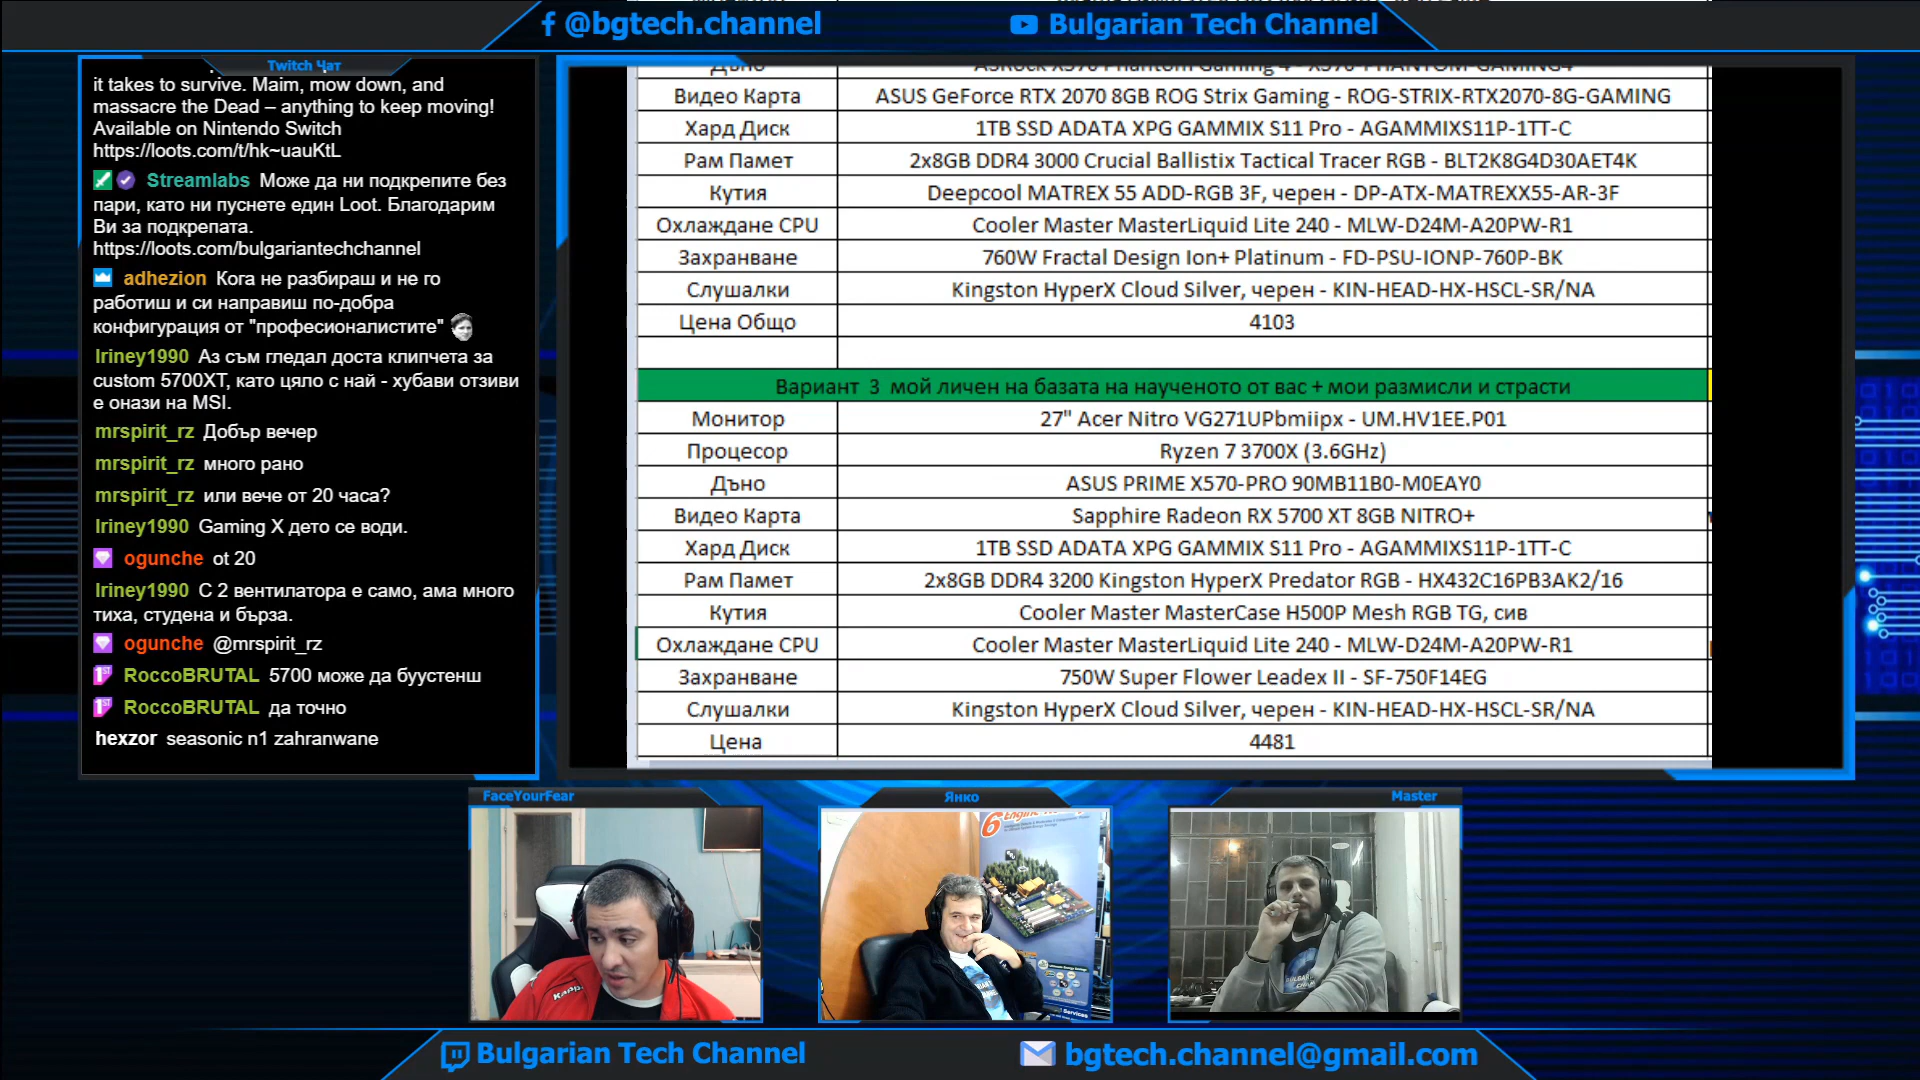 @bgtech.channel
Bulgarian Tech Channel
Twitch Чат
it takes to survive. Maim, mow down, and
massacre the Dead – anything to keep moving!
Available on Nintendo Switch
https://loots.com/t/hk~uauKtL
Streamlabs Може да ни подкрепите без
пари, като ни пуснете един Loot. Благодарим
Ви за подкрепата.
https://loots.com/bulgariantechchannel
adhezion Кога не разбираш и не го
работиш и си направиш по-добра
конфигурация от "професионалистите"
Iriney1990 Аз съм гледал доста клипчета за
custom 5700XT, като цяло с най - хубави отзиви
е онази на MSI.
mrspirit_rz Добър вечер
mrspirit_rz много рано
mrspirit_rz или вече от 20 часа?
Iriney1990 Gaming X дето се води.
ogunche ot 20
Iriney1990 С 2 вентилатора е само, ама много
тиха, студена и бърза.
ogunche @mrspirit_rz
RoccoBRUTAL 5700 може да буустенш
RoccoBRUTAL да точно
hexzor seasonic n1 zahranwane
Дъно ASRock X570 Phantom Gaming 4 - X570-PHANTOM-GAMING4
Видео Карта ASUS GeForce RTX 2070 8GB ROG Strix Gaming - ROG-STRIX-RTX2070-8G-GAMING
Хард Диск 1TB SSD ADATA XPG GAMMIX S11 Pro - AGAMMIXS11P-1TT-C
Рам Памет 2x8GB DDR4 3000 Crucial Ballistix Tactical Tracer RGB - BLT2K8G4D30AET4K
Кутия Deepcool MATREX 55 ADD-RGB 3F, черен - DP-ATX-MATREXX55-AR-3F
Охлаждане CPU Cooler Master MasterLiquid Lite 240 - MLW-D24M-A20PW-R1
Захранване 760W Fractal Design Ion+ Platinum - FD-PSU-IONP-760P-BK
Слушалки Kingston HyperX Cloud Silver, черен - KIN-HEAD-HX-HSCL-SR/NA
Цена Общо 4103
Вариант 3 мой личен на базата на наученото от вас + мои размисли и страсти
Монитор 27" Acer Nitro VG271UPbmiipx - UM.HV1EE.P01
Процесор Ryzen 7 3700X (3.6GHz)
Дъно ASUS PRIME X570-PRO 90MB11B0-M0EAY0
Видео Карта Sapphire Radeon RX 5700 XT 8GB NITRO+
Хард Диск 1TB SSD ADATA XPG GAMMIX S11 Pro - AGAMMIXS11P-1TT-C
Рам Памет 2x8GB DDR4 3200 Kingston HyperX Predator RGB - HX432C16PB3AK2/16
Кутия Cooler Master MasterCase H500P Mesh RGB TG, сив
Охлаждане CPU Cooler Master MasterLiquid Lite 240 - MLW-D24M-A20PW-R1
Захранване 750W Super Flower Leadex II - SF-750F14EG
Слушалки Kingston HyperX Cloud Silver, черен - KIN-HEAD-HX-HSCL-SR/NA
Цена 4481
FaceYourFear
Янко
Master
Kappa
Bulgarian Tech Channel
bgtech.channel@gmail.com